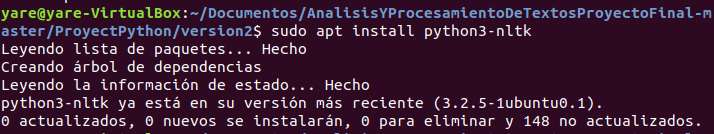 yare@yare-VirtualBox:~/Documentos/AnalisisYProcesamientoDeTextosProyectoFinal-m
aster/ProyectPython/version2$ sudo apt install python3-nltk
Leyendo lista de paquetes... Hecho
Creando árbol de dependencias
Leyendo la información de estado... Hecho
python3-nltk ya está en su versión más reciente (3.2.5-1ubuntu0.1).
0 actualizados, 0 nuevos se instalarán, 0 para eliminar y 148 no actualizados.